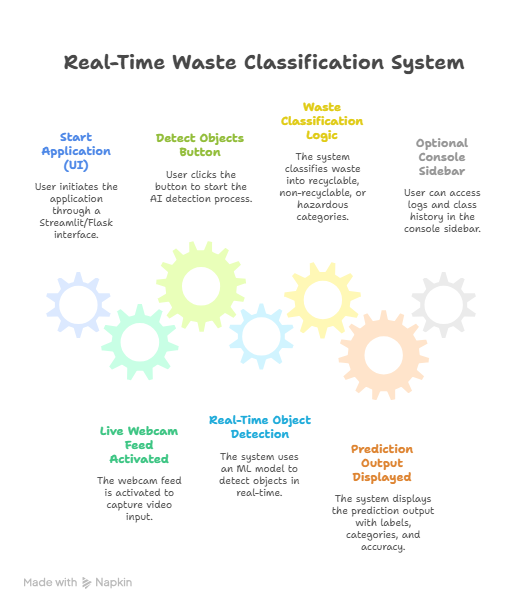 Real-Time Waste Classification System
Start
Application
(UI)
User initiates the
application
through a
Streamlit/Flask
interface.
Detect Objects
Button
User clicks the
button to start the
AI detection process.
Waste
Classification
Logic
The system
classifies waste
into recyclable,
non-recyclable, or
hazardous
categories.
Optional
Console
Sidebar
User can access
logs and class
history in the
console sidebar.
Live Webcam
Feed
Activated
The webcam feed
is activated to
capture video
input.
Real-Time Object
Detection
The system uses
an ML model to
detect objects in
real-time.
Prediction
Output
Displayed
The system displays
the prediction output
with labels,
categories, and
accuracy.
Made with Napkin